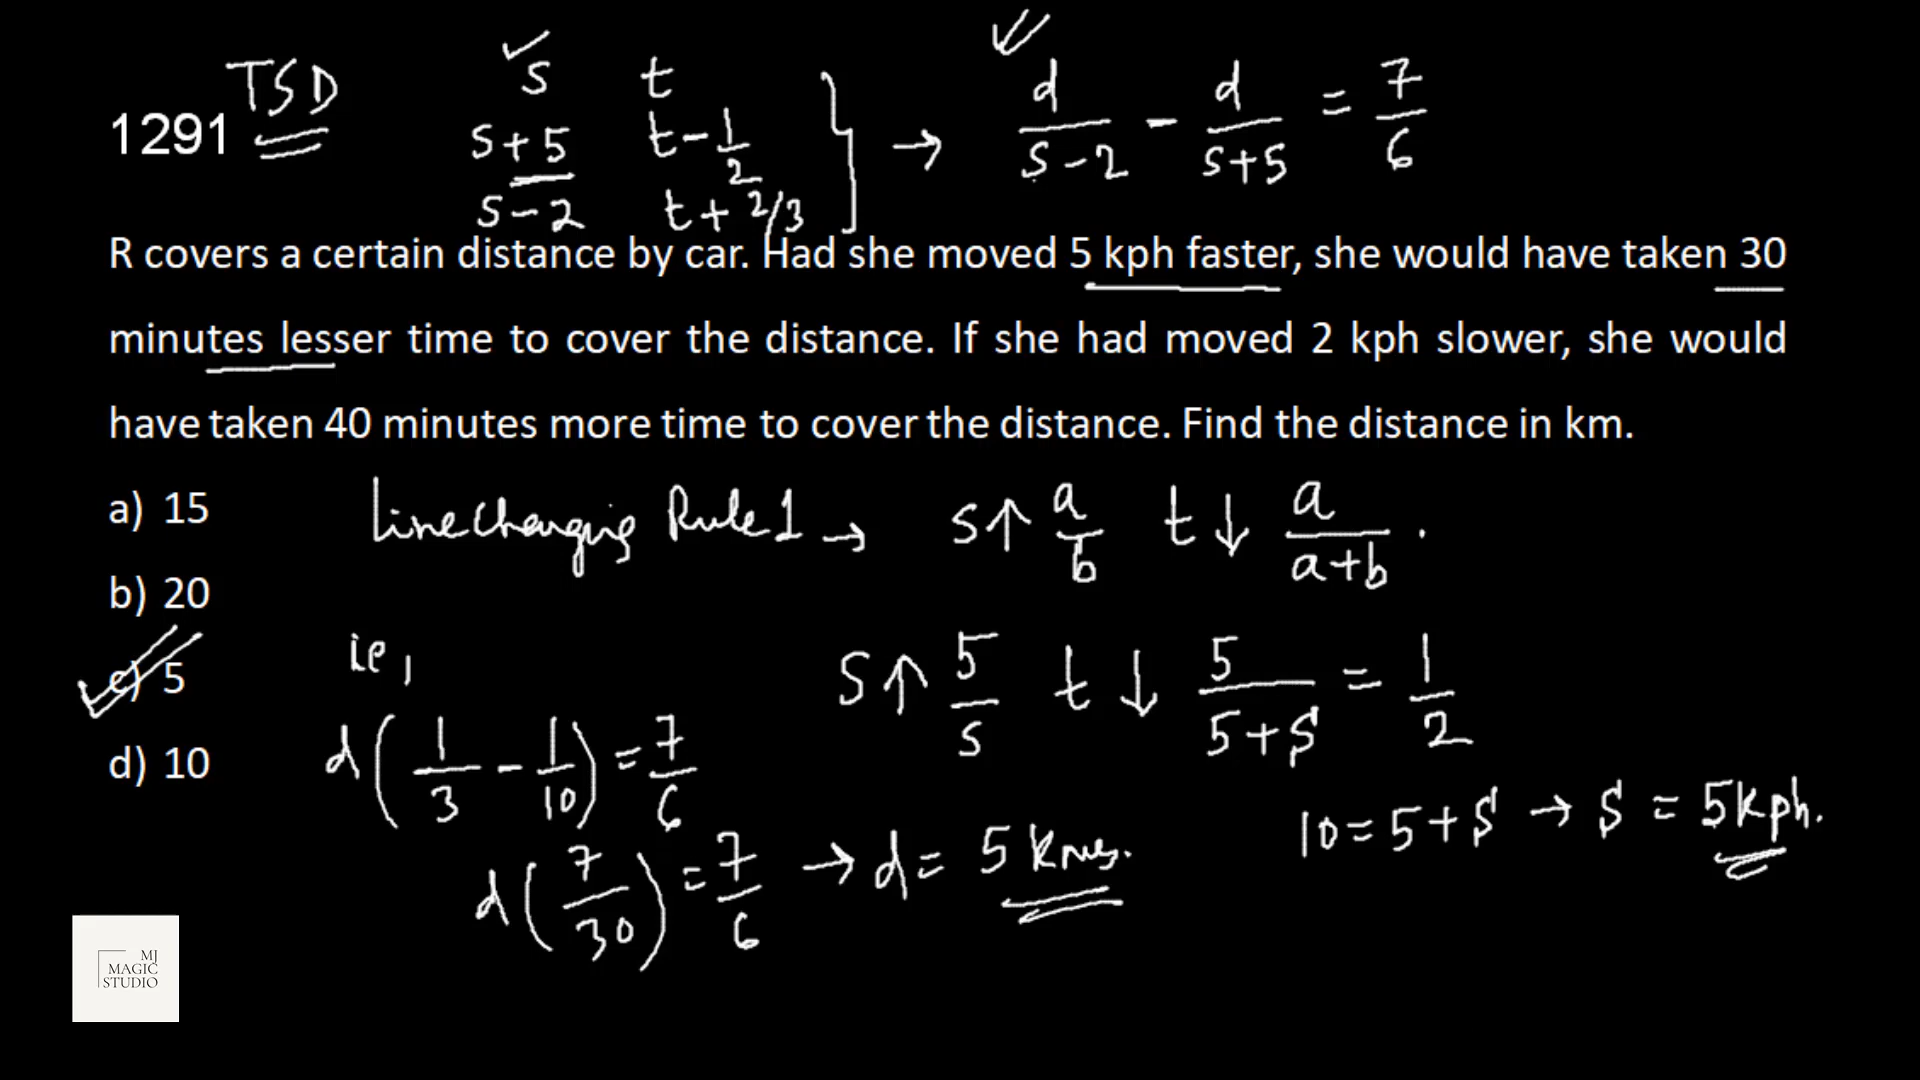 TSD
1291
s t
s+5 t-1/2
s-2 t+2/3
→ d/(s-2) - d/(s+5) = 7/6
R covers a certain distance by car. Had she moved 5 kph faster, she would have taken 30
minutes lesser time to cover the distance. If she had moved 2 kph slower, she would
have taken 40 minutes more time to cover the distance. Find the distance in km.
a) 15
b) 20
c) 5
d) 10
Linechanging Rule 1 → s↑ a/b t↓ a/(a+b).
ie, s↑ 5/s t↓ 5/(5+s) = 1/2
d(1/3 - 1/10) = 7/6
10 = 5+s → s = 5kph.
d(7/30) = 7/6 → d = 5 kms.
MJ
MAGIC
STUDIO